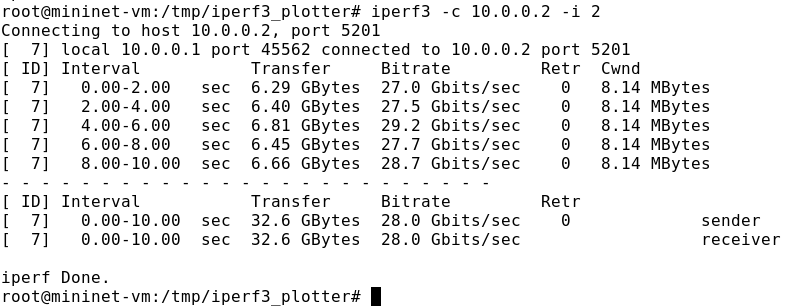 root@mininet-vm:/tmp/iperf3_plotter# iperf3 -c 10.0.0.2 -i 2
Connecting to host 10.0.0.2, port 5201
[  7] local 10.0.0.1 port 45562 connected to 10.0.0.2 port 5201
[ ID] Interval           Transfer     Bitrate         Retr  Cwnd
[  7]   0.00-2.00   sec  6.29 GBytes  27.0 Gbits/sec    0   8.14 MBytes
[  7]   2.00-4.00   sec  6.40 GBytes  27.5 Gbits/sec    0   8.14 MBytes
[  7]   4.00-6.00   sec  6.81 GBytes  29.2 Gbits/sec    0   8.14 MBytes
[  7]   6.00-8.00   sec  6.45 GBytes  27.7 Gbits/sec    0   8.14 MBytes
[  7]   8.00-10.00  sec  6.66 GBytes  28.7 Gbits/sec    0   8.14 MBytes
- - - - - - - - - - - - - - - - - - - - - - - - -
[ ID] Interval           Transfer     Bitrate         Retr
[  7]   0.00-10.00  sec  32.6 GBytes  28.0 Gbits/sec    0             sender
[  7]   0.00-10.00  sec  32.6 GBytes  28.0 Gbits/sec                  receiver

iperf Done.
root@mininet-vm:/tmp/iperf3_plotter#